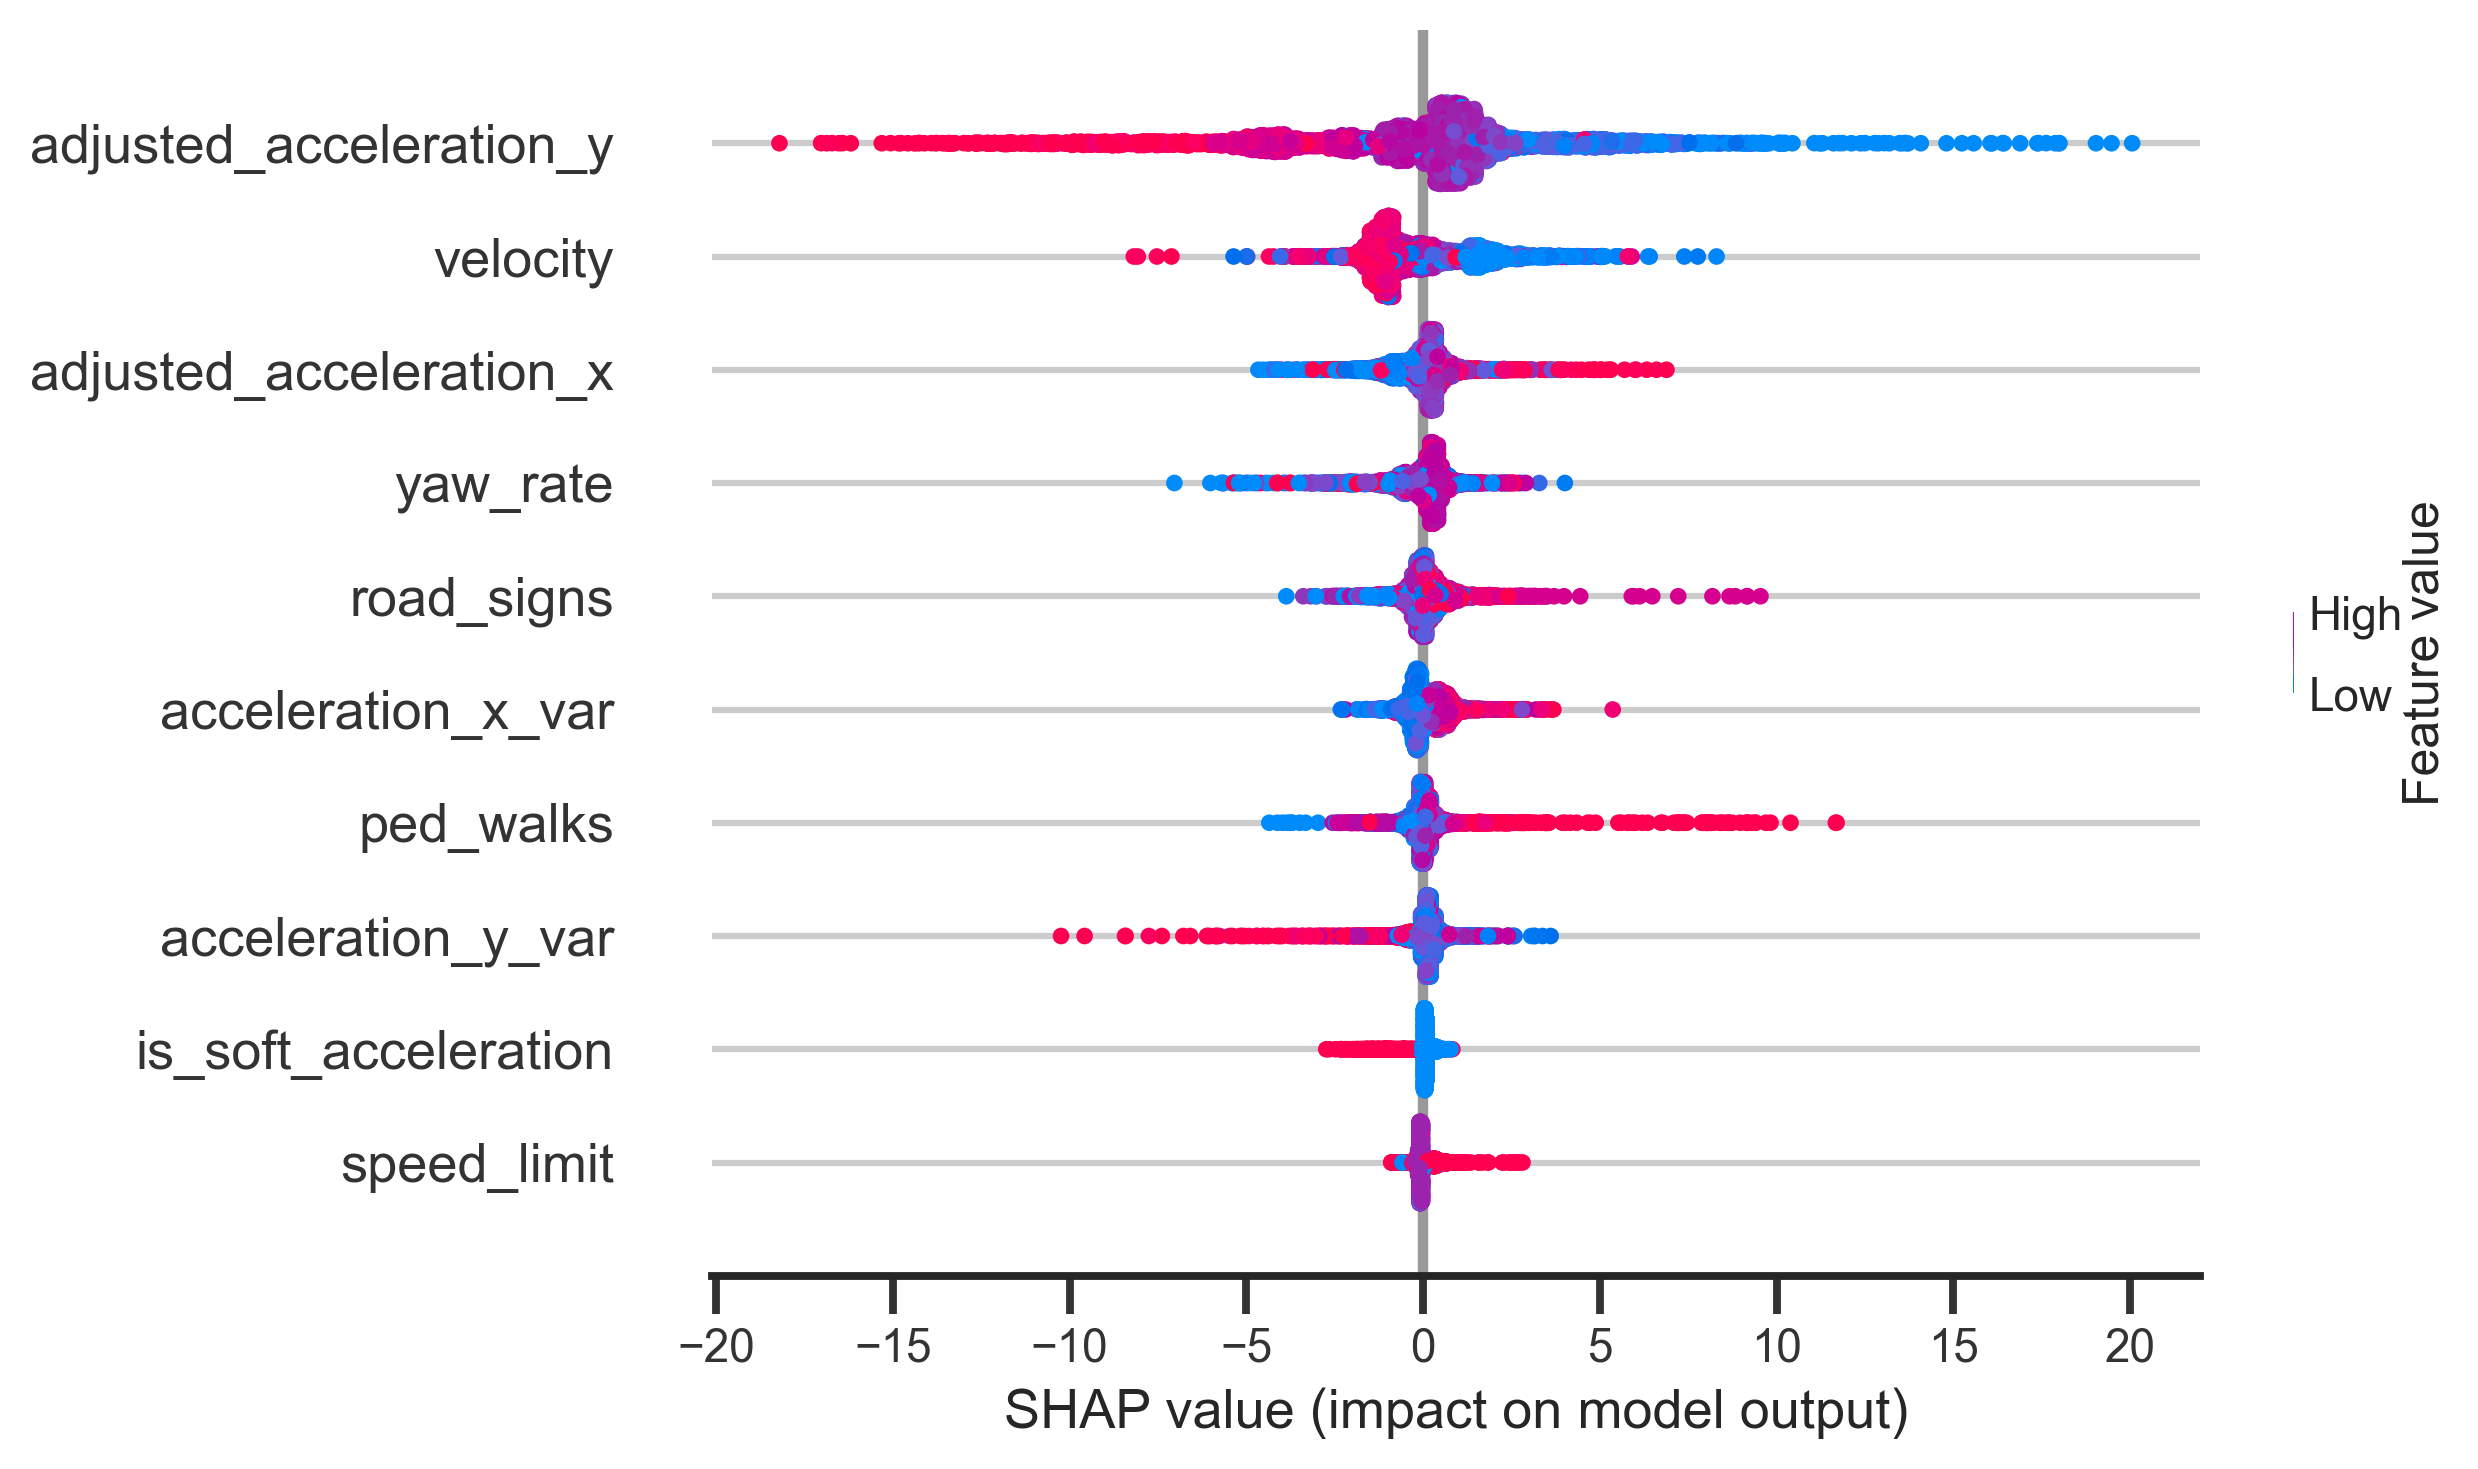 adjusted_acceleration_y
velocity
adjusted_acceleration_x
yaw_rate
road_signs
acceleration_x_var
ped_walks
acceleration_y_var
is_soft_acceleration
speed_limit
−20 −15 −10 −5 0 5 10 15 20
SHAP value (impact on model output)
High
Low
Feature value